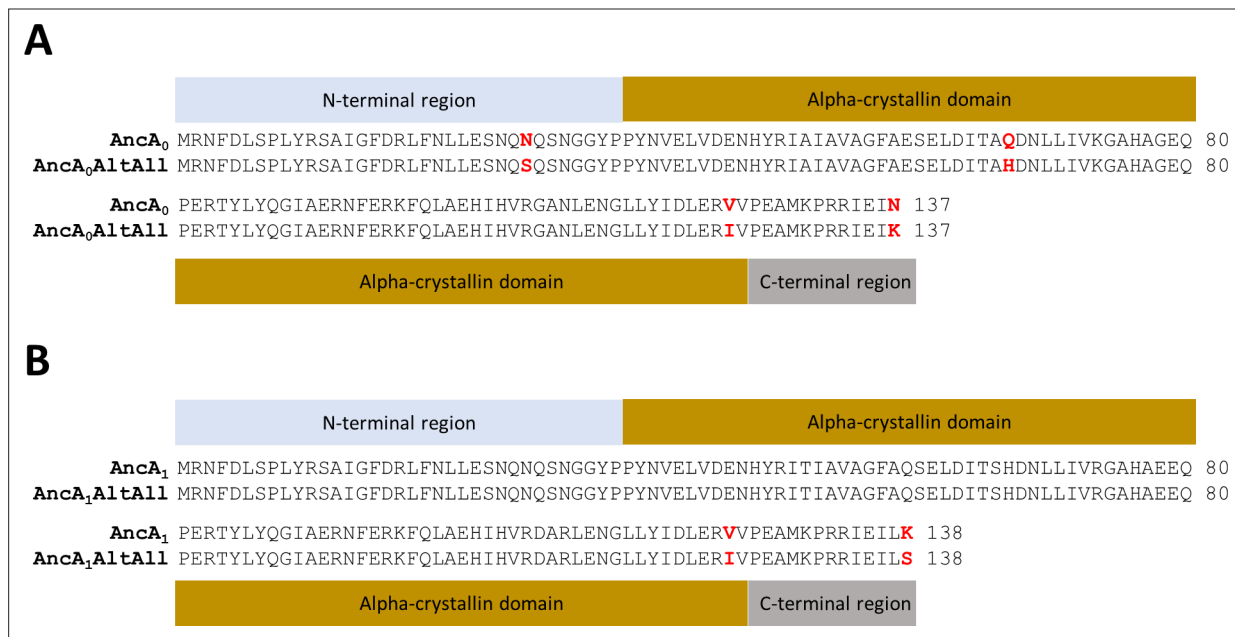 A
N-terminal region Alpha-crystallin domain
AncA₀ MRNFDLSPLYRSAIGFDRLFNLLESNQNQSNGGYPPYNVELVDENHYRIAIAVAGFAESELDITAQDNLLIVKGAHAGEQ 80
AncA₀AltAll MRNFDLSPLYRSAIGFDRLFNLLESNQSQSNGGYPPYNVELVDENHYRIAIAVAGFAESELDITAHDNLLIVKGAHAGEQ 80
AncA₀ PERTYLYQGIAERNFERKFQLAEHIHVRGANLENGLLYIDLERVVPEAMKPRRIEIN 137
AncA₀AltAll PERTYLYQGIAERNFERKFQLAEHIHVRGANLENGLLYIDLERIVPEAMKPRRIEIK 137
Alpha-crystallin domain C-terminal region
B
N-terminal region Alpha-crystallin domain
AncA₁ MRNFDLSPLYRSAIGFDRLFNLLESNQNQSNGGYPPYNVELVDENHYRITIAVAGFAQSELDITSHDNLLIVRGAHAEEQ 80
AncA₁AltAll MRNFDLSPLYRSAIGFDRLFNLLESNQNQSNGGYPPYNVELVDENHYRITIAVAGFAQSELDITSHDNLLIVRGAHAEEQ 80
AncA₁ PERTYLYQGIAERNFERKFQLAEHIHVRDARLENGLLYIDLERVVPEAMKPRRIEILK 138
AncA₁AltAll PERTYLYQGIAERNFERKFQLAEHIHVRDARLENGLLYIDLERIVPEAMKPRRIEILS 138
Alpha-crystallin domain C-terminal region